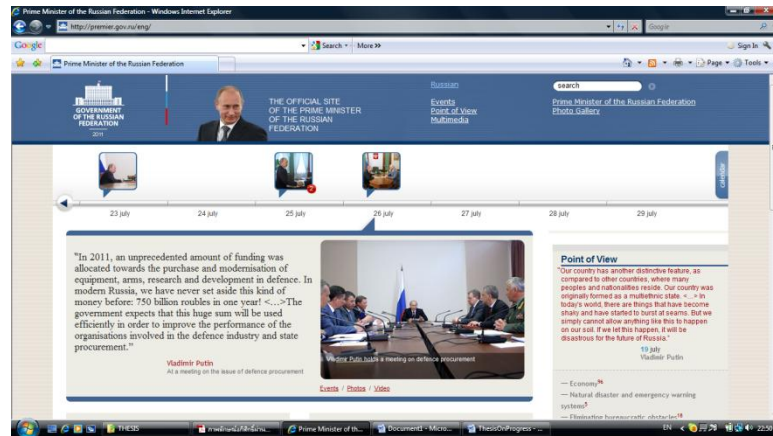 Prime Minister of the Russian Federation - Windows Internet Explorer
http://premier.gov.ru/eng/
Google
Google
Search
More >>
Sign In
Prime Minister of the Russian Federation
Page
Tools
GOVERNMENT
OF THE RUSSIAN
FEDERATION
2011
THE OFFICIAL SITE
OF THE PRIME MINISTER
OF THE RUSSIAN
FEDERATION
Russian
Events
Point of View
Multimedia
search
Prime Minister of the Russian Federation
Photo Gallery
calendar
23 july
24 july
25 july
26 july
27 july
28 july
29 july
"In 2011, an unprecedented amount of funding was
allocated towards the purchase and modernisation of
equipment, arms, research and development in defence. In
modern Russia, we have never set aside this kind of
money before: 750 billion roubles in one year! <...>The
government expects that this huge sum will be used
efficiently in order to improve the performance of the
organisations involved in the defence industry and state
procurement."
Vladimir Putin
At a meeting on the issue of defence procurement
Vladimir Putin holds a meeting on defence procurement
Events / Photos / Video
Point of View
"Our country has another distinctive feature, as
compared to other countries, where many
peoples and nationalities reside. Our country was
originally formed as a multiethnic state. <...> In
today's world, there are things that have become
shaky and have started to burst at seams. But we
simply cannot allow anything like this to happen
on our soil. If we let this happen, it will be
disastrous for the future of Russia."
19 july
Vladimir Putin
— Economy96
— Natural disaster and emergency warning
systems5
— Eliminating bureaucratic obstacles18
THESIS
Prime Minister of th...
Document1 - Micro...
ThesisOnProgress - ...
EN
22:50